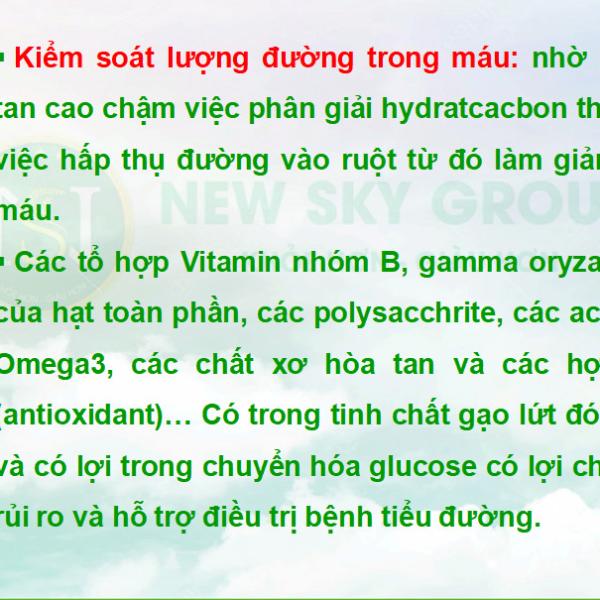 ▪ Kiểm soát lượng đường trong máu: nhờ
tan cao chậm việc phân giải hydratcacbon th
việc hấp thụ đường vào ruột từ đó làm giản
máu.
NEW SKY GROU
▪ Các tổ hợp Vitamin nhóm B, gamma oryza
của hạt toàn phần, các polysacchrite, các ac
Omega3, các chất xơ hòa tan và các hợ
(antioxidant)… Có trong tinh chất gạo lứt đó
và có lợi trong chuyển hóa glucose có lợi ch
rủi ro và hỗ trợ điều trị bệnh tiểu đường.